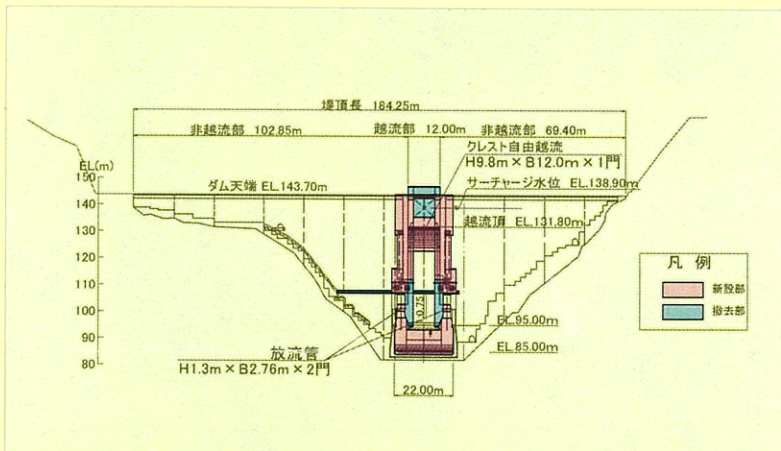 堤頂長 184.25m
非越流部 102.85m
越流部 12.00m
非越流部 69.40m
クレスト自由越流
H9.8m×B12.0m×1門
EL(m)
ダム天端 EL.143.70m
サーチャージ水位 EL.138.90m
越流頂 EL.131.80m
150
140
130
120
110
100
90
80
凡例
新設部
撤去部
0.75
EL.95.00m
EL.85.00m
放流管
H1.3m×B2.76m×2門
22.00m